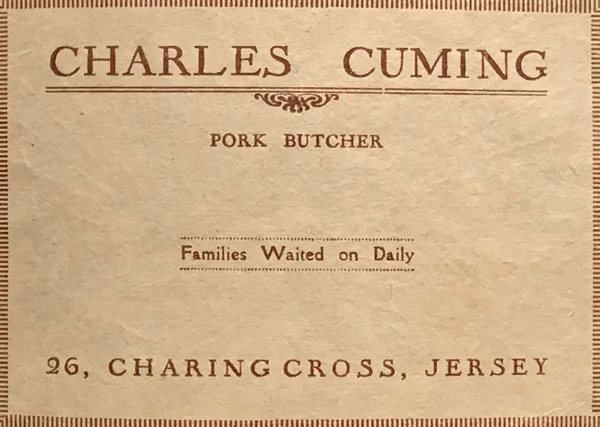 CHARLES CUMING
PORK BUTCHER
Families Waited on Daily
26, CHARING CROSS, JERSEY